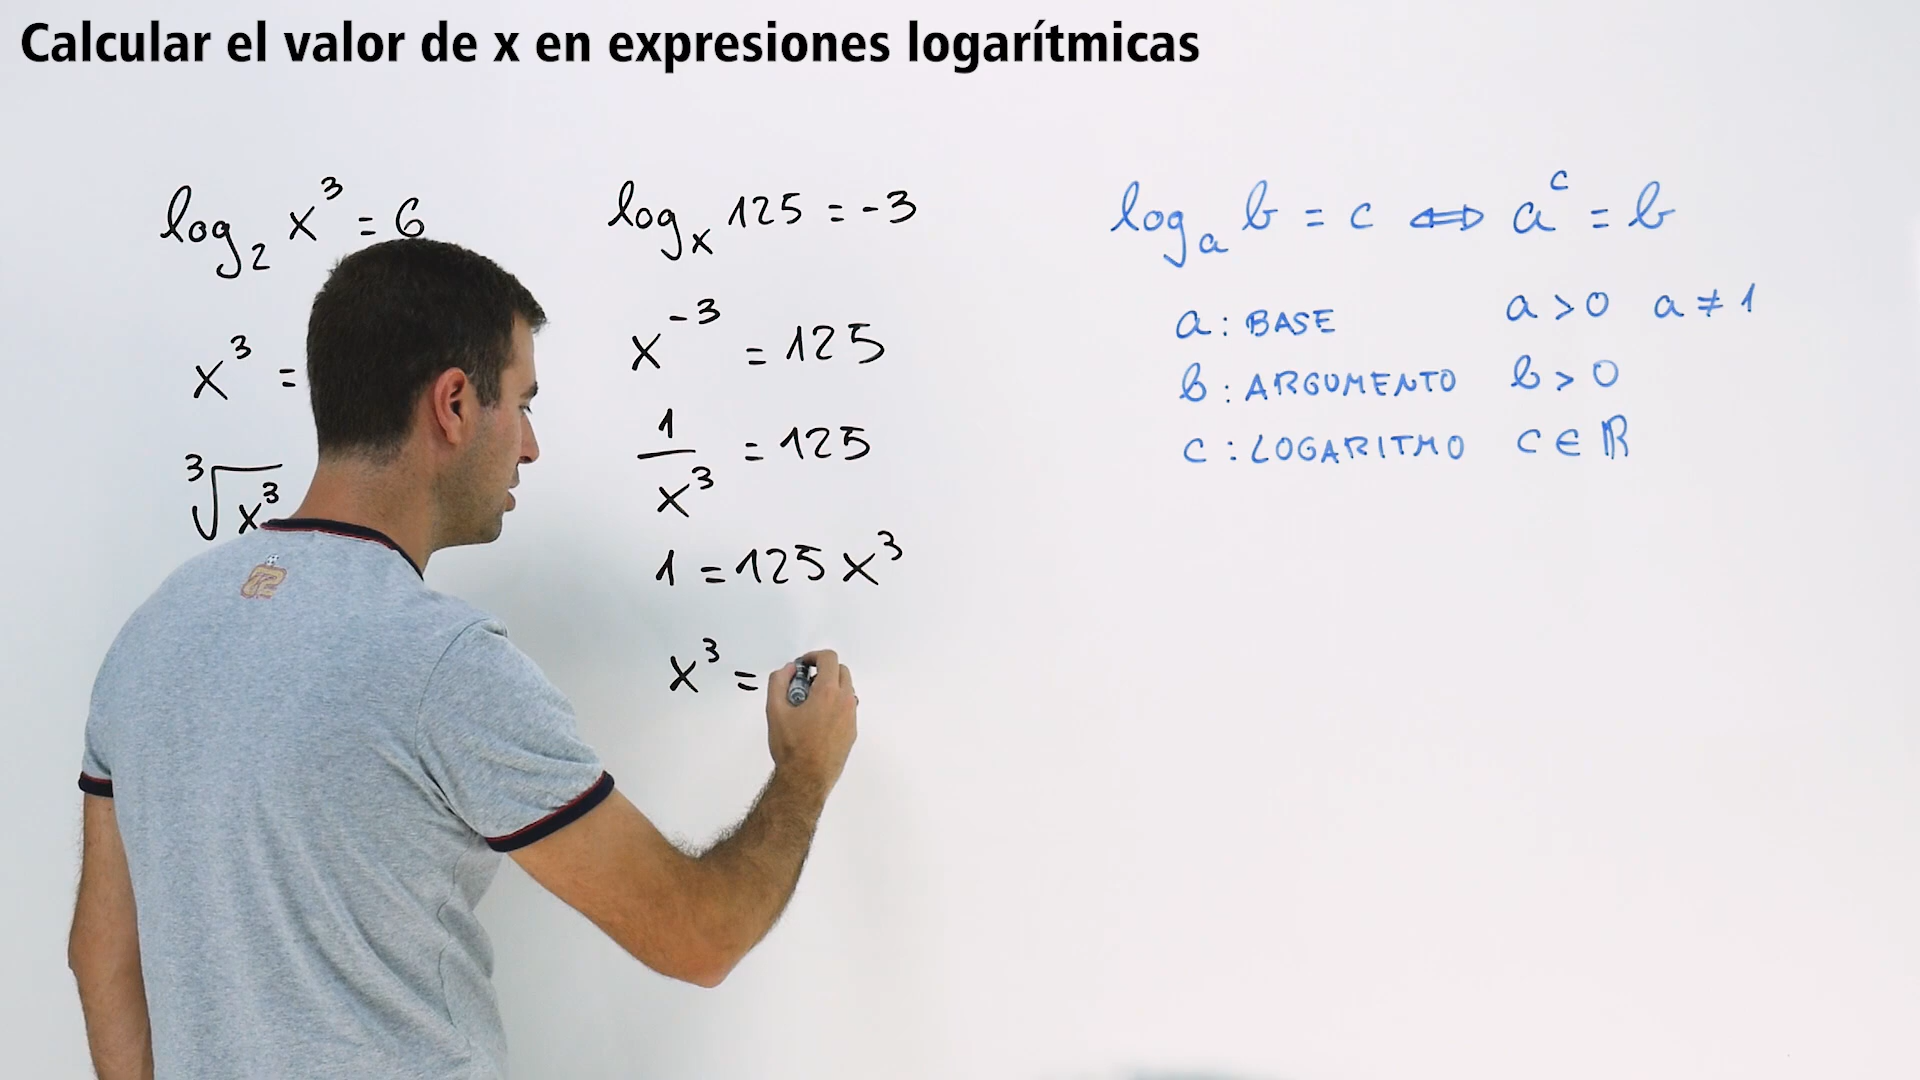 Calcular el valor de x en expresiones logarítmicas
log₂ x³ = 6
x³ =
³√x³
logₓ 125 = -3
x⁻³ = 125
1/x³ = 125
1 = 125 x³
x³ =
logₐ b = c ⇔ aᶜ = b
a : BASE a > 0 a ≠ 1
b : ARGUMENTO b > 0
c : LOGARITMO c ∈ ℝ